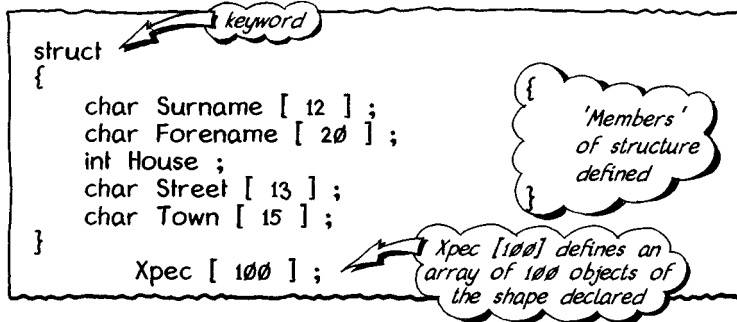 keyword
struct
{
char Surname [ 12 ] ;
char Forename [ 2ø ] ;
int House ;
char Street [ 13 ] ;
char Town [ 15 ] ;
}
{
'Members'
of structure
defined
}
Xpec [ 1øø ] ;
Xpec [1øø] defines an
array of 1øø objects of
the shape declared